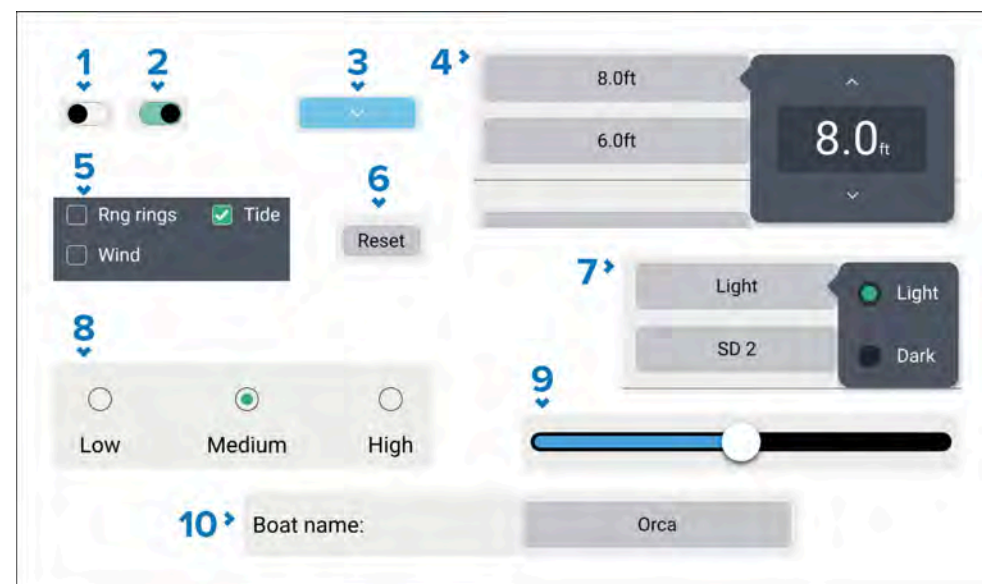 1
2
3
4
8.0ft
6.0ft
8.0ft
5
Rng rings
Tide
Wind
6
Reset
7
Light
SD 2
Light
Dark
8
Low
Medium
High
9
10
Boat name:
Orca